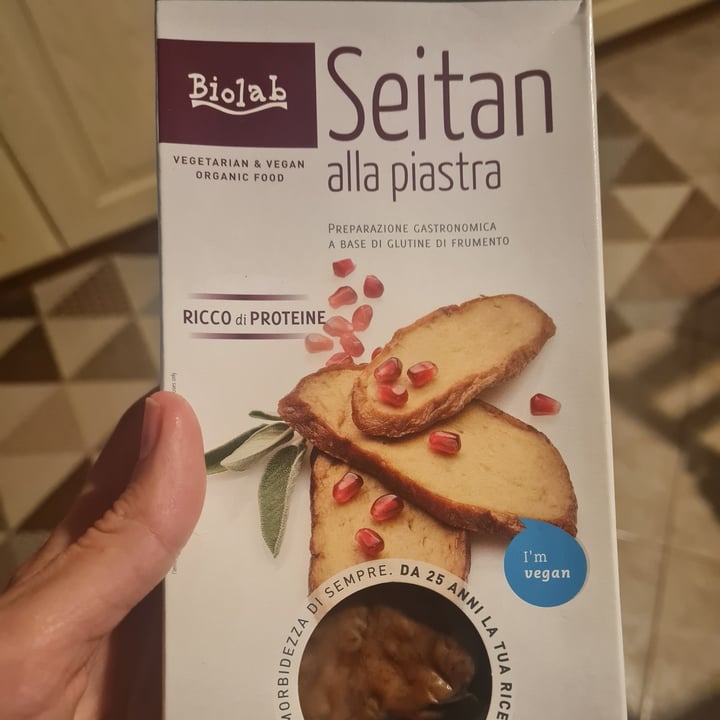 Biolab
VEGETARIAN & VEGAN
ORGANIC FOOD
Seitan
alla piastra
PREPARAZIONE GASTRONOMICA
A BASE DI GLUTINE DI FRUMENTO
RICCO di PROTEINE
I'm
vegan
MORBIDEZZA DI SEMPRE. DA 25 ANNI LA TUA RICE